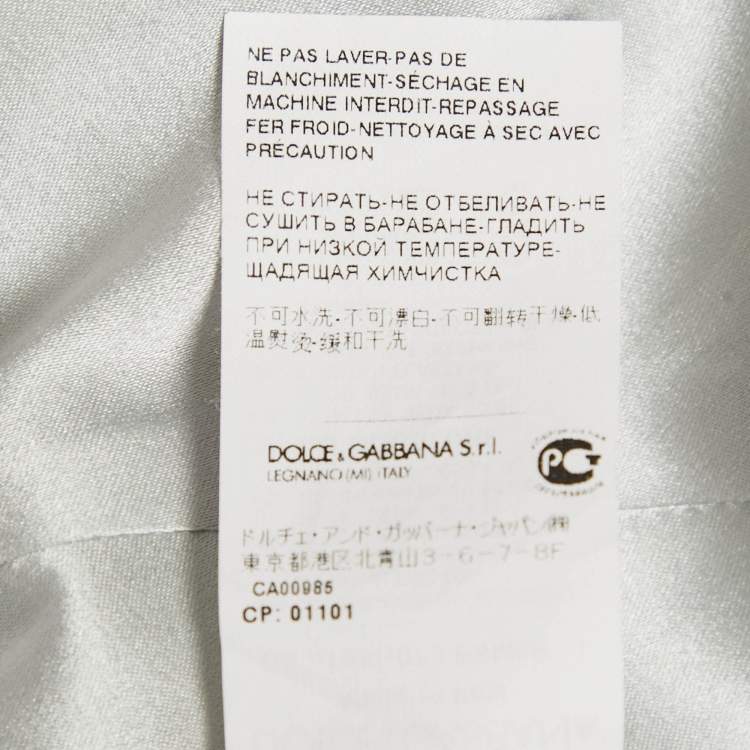 NE PAS LAVER-PAS DE
BLANCHIMENT-SÉCHAGE EN
MACHINE INTERDIT-REPASSAGE
FER FROID-NETTOYAGE À SEC AVEC
PRÉCAUTION
НЕ СТИРАТЬ-НЕ ОТБЕЛИВАТЬ-НЕ
СУШИТЬ В БАРАБАНЕ-ГЛАДИТЬ
ПРИ НИЗКОЙ ТЕМПЕРАТУРЕ-
ЩАДЯЩАЯ ХИМЧИСТКА
不可水洗-不可漂白-不可翻转干燥-低
温熨烫-缓和干洗
DOLCE & GABBANA S.r.l.
LEGNANO (MI) ITALY
ドルチェ・アンド・ガッバーナ・ジャパン㈱
東京都港区北青山3-6-7-8F
CA00985
CP: 01101